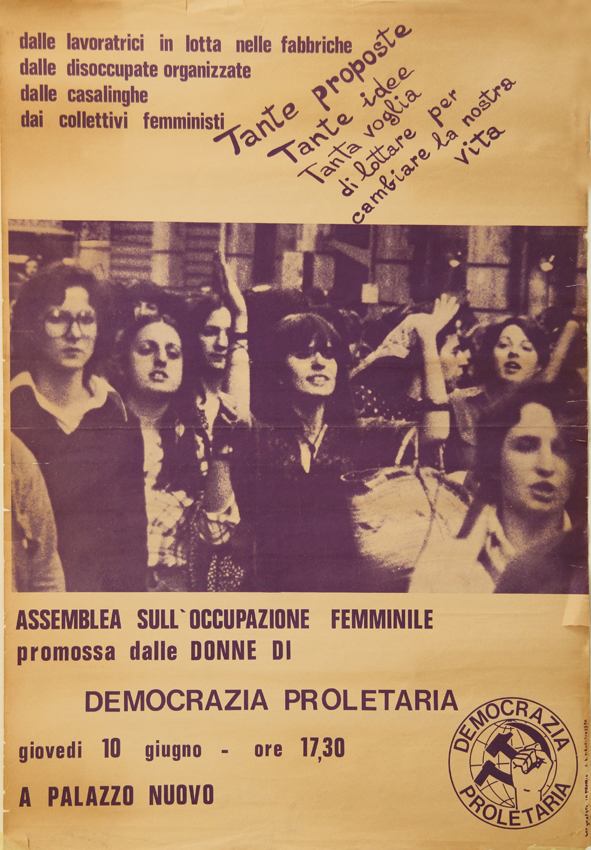 dalle lavoratrici in lotta nelle fabbriche
dalle disoccupate organizzate
dalle casalinghe
dai collettivi femministi
Tante proposte
Tante idee
Tanta voglia
di lottare per
cambiare la nostra
vita
ASSEMBLEA SULL'OCCUPAZIONE FEMMINILE
promossa dalle DONNE DI
DEMOCRAZIA PROLETARIA
giovedi 10 giugno - ore 17,30
A PALAZZO NUOVO
DEMOCRAZIA
PROLETARIA